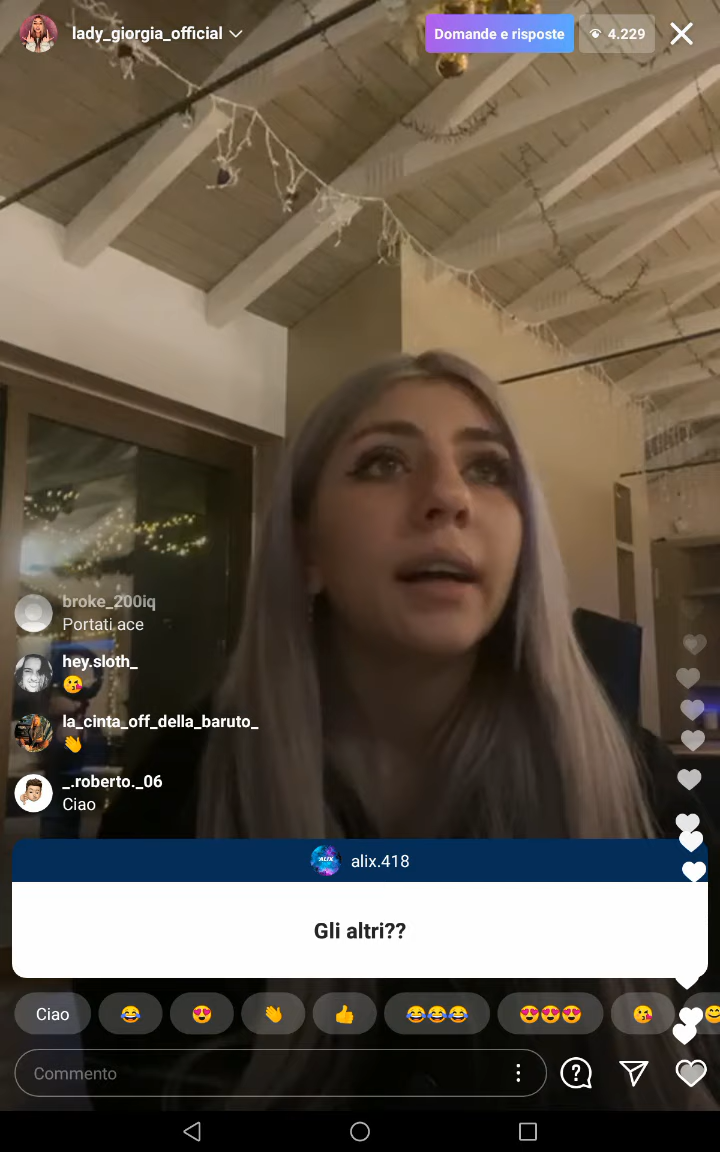 lady_giorgia_official
Domande e risposte
4.229
broke_200iq
Portati ace
hey.sloth_
😘
la_cinta_off_della_baruto_
👋
_.roberto._06
Ciao
ALIX
alix.418
Gli altri??
Ciao 😂 😍 👋 👍 😂😂😂 😍😍😍 😘 😊
Commento